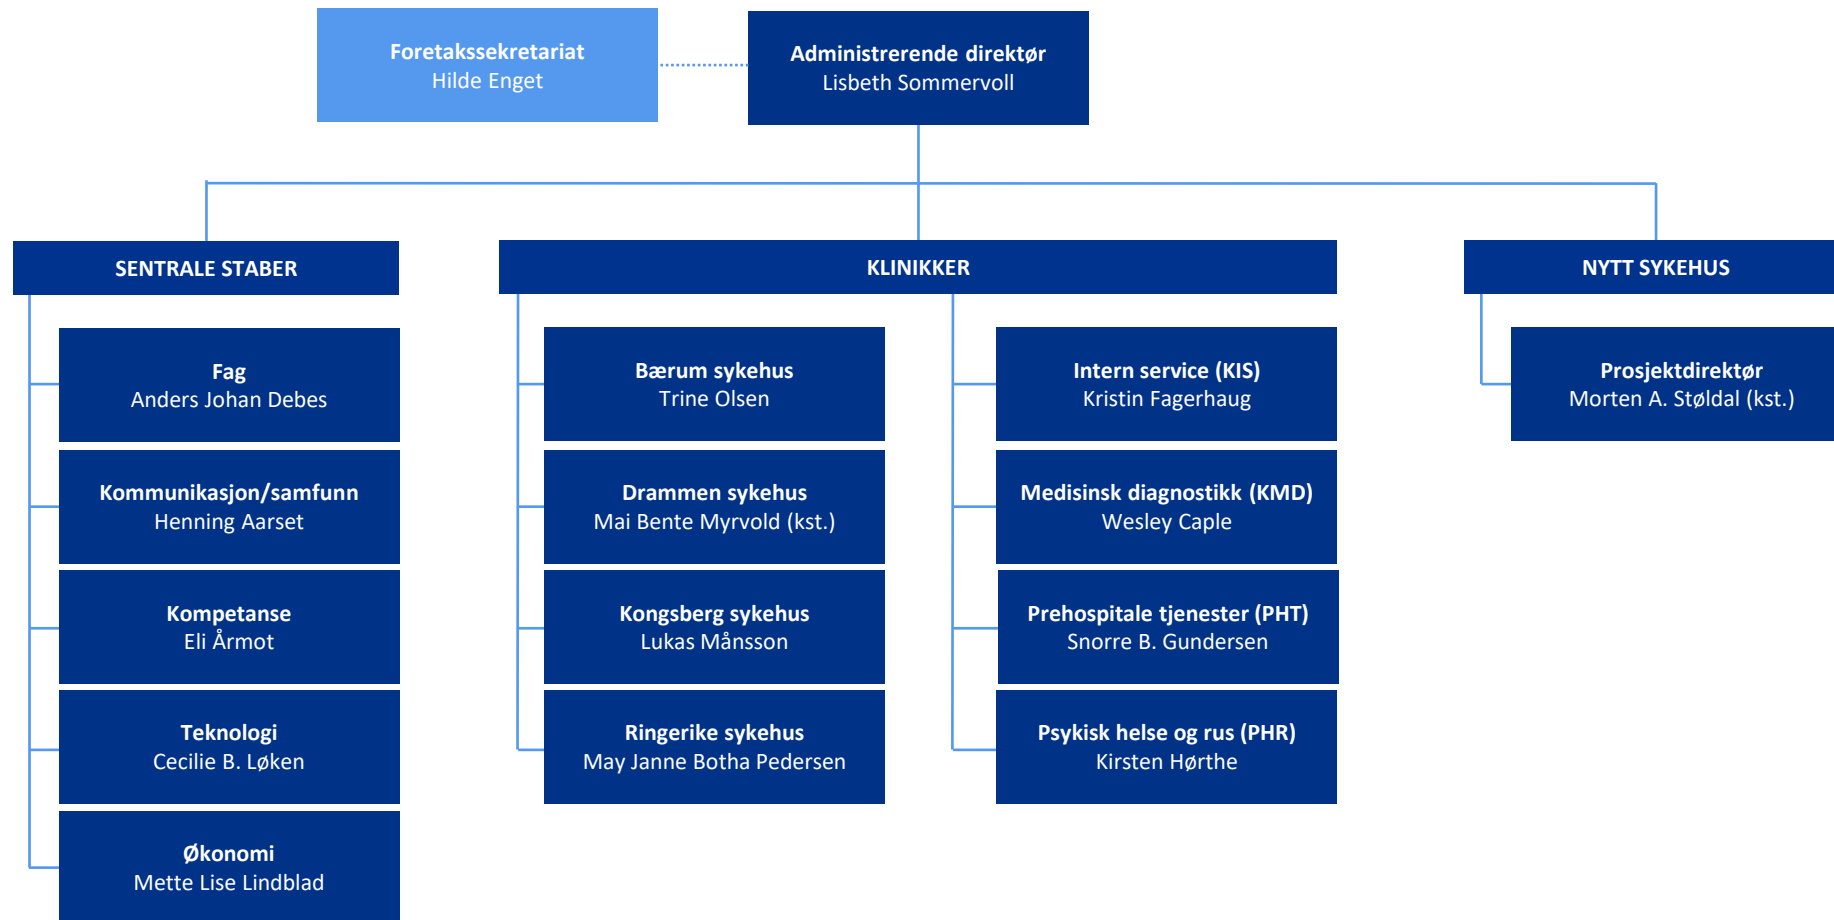 Foretakssekretariat
Hilde Enget
Administrerende direktør
Lisbeth Sommervoll
SENTRALE STABER
Fag
Anders Johan Debes
Kommunikasjon/samfunn
Henning Aarset
Kompetanse
Eli Årmot
Teknologi
Cecilie B. Løken
Økonomi
Mette Lise Lindblad
KLINIKKER
Bærum sykehus
Trine Olsen
Drammen sykehus
Mai Bente Myrvold (kst.)
Kongsberg sykehus
Lukas Månsson
Ringerike sykehus
May Janne Botha Pedersen
Intern service (KIS)
Kristin Fagerhaug
Medisinsk diagnostikk (KMD)
Wesley Caple
Prehospitale tjenester (PHT)
Snorre B. Gundersen
Psykisk helse og rus (PHR)
Kirsten Hørthe
NYTT SYKEHUS
Prosjektdirektør
Morten A. Støldal (kst.)